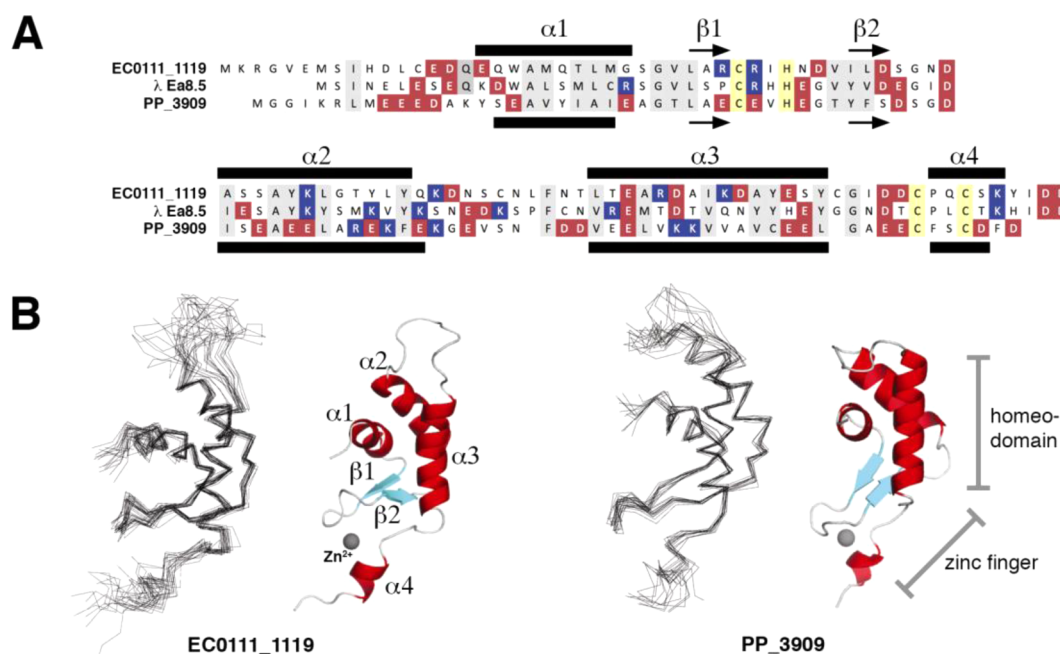 A
α1
β1
β2
EC0111_1119 M K R G V E M S I H D L C E D Q E Q W A M Q T L M G S G V L A R C R I H N D V I L D S G N D
λ Ea8.5 M S I N E L E S E Q K D W A L S M L C R S G V L S P C R H H E G V Y V D E G I D
PP_3909 M G G I K R L M E E E D A K Y S E A V Y I A I E A G T L A E C E V H E G T Y F S D S G D
α2
α3
α4
EC0111_1119 A S S A Y K L G T Y L Y Q K D N S C N L F N T L T E A R D A I K D A Y E S Y C G I D D C P Q C S K Y I D
λ Ea8.5 I E S A Y K Y S M K V Y K S N E D K S P F C N V R E M T D T V Q N Y H E Y G G N D T C P L C T K H I D
PP_3909 I S E A E E L A R E K F E K G E V S N F D D V E E L V K K V V A V C E E L G A E E C F S C D F D
B
α2
α1
α3
β1
β2
Zn2+
α4
homeo-
domain
zinc finger
EC0111_1119
PP_3909